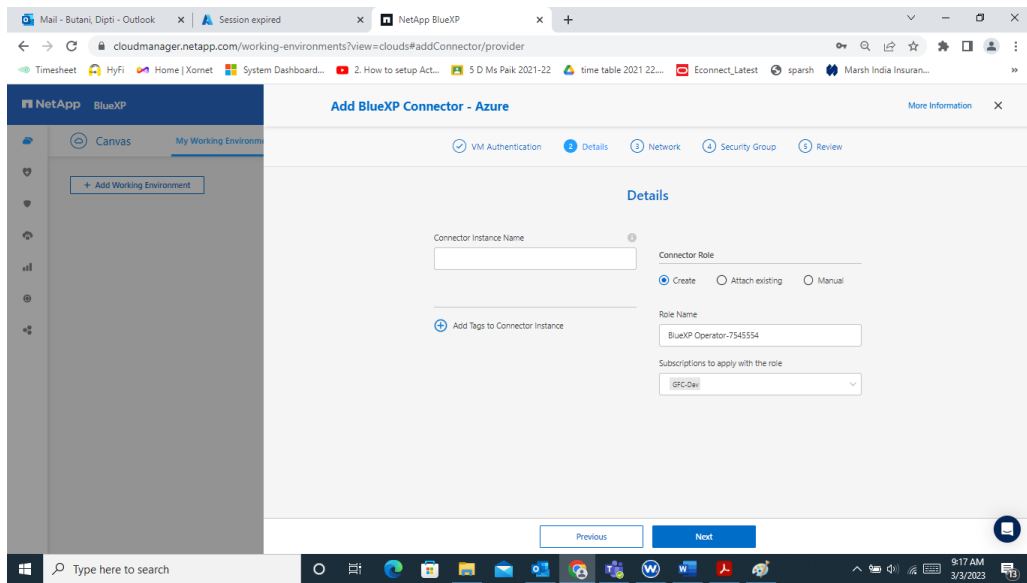 Mail - Butani, Dipti - Outlook
Session expired
NetApp BlueXP
cloudmanager.netapp.com/working-environments?view=clouds#addConnector/provider
Timesheet
HyFi
Home | Xornet
System Dashboard...
2. How to setup Act...
5 D Ms Paik 2021-22
time table 2021 22....
Econnect_Latest
sparsh
Marsh India Insuran...
NetApp BlueXP
Add BlueXP Connector - Azure
More Information
Canvas
My Working Environme
VM Authentication
2 Details
3 Network
4 Security Group
5 Review
+ Add Working Environment
Details
Connector Instance Name
Connector Role
Create
Attach existing
Manual
Add Tags to Connector Instance
Role Name
BlueXP Operator-7545554
Subscriptions to apply with the role
GFC-Dev
Previous
Next
Type here to search
9:17 AM
3/3/2023